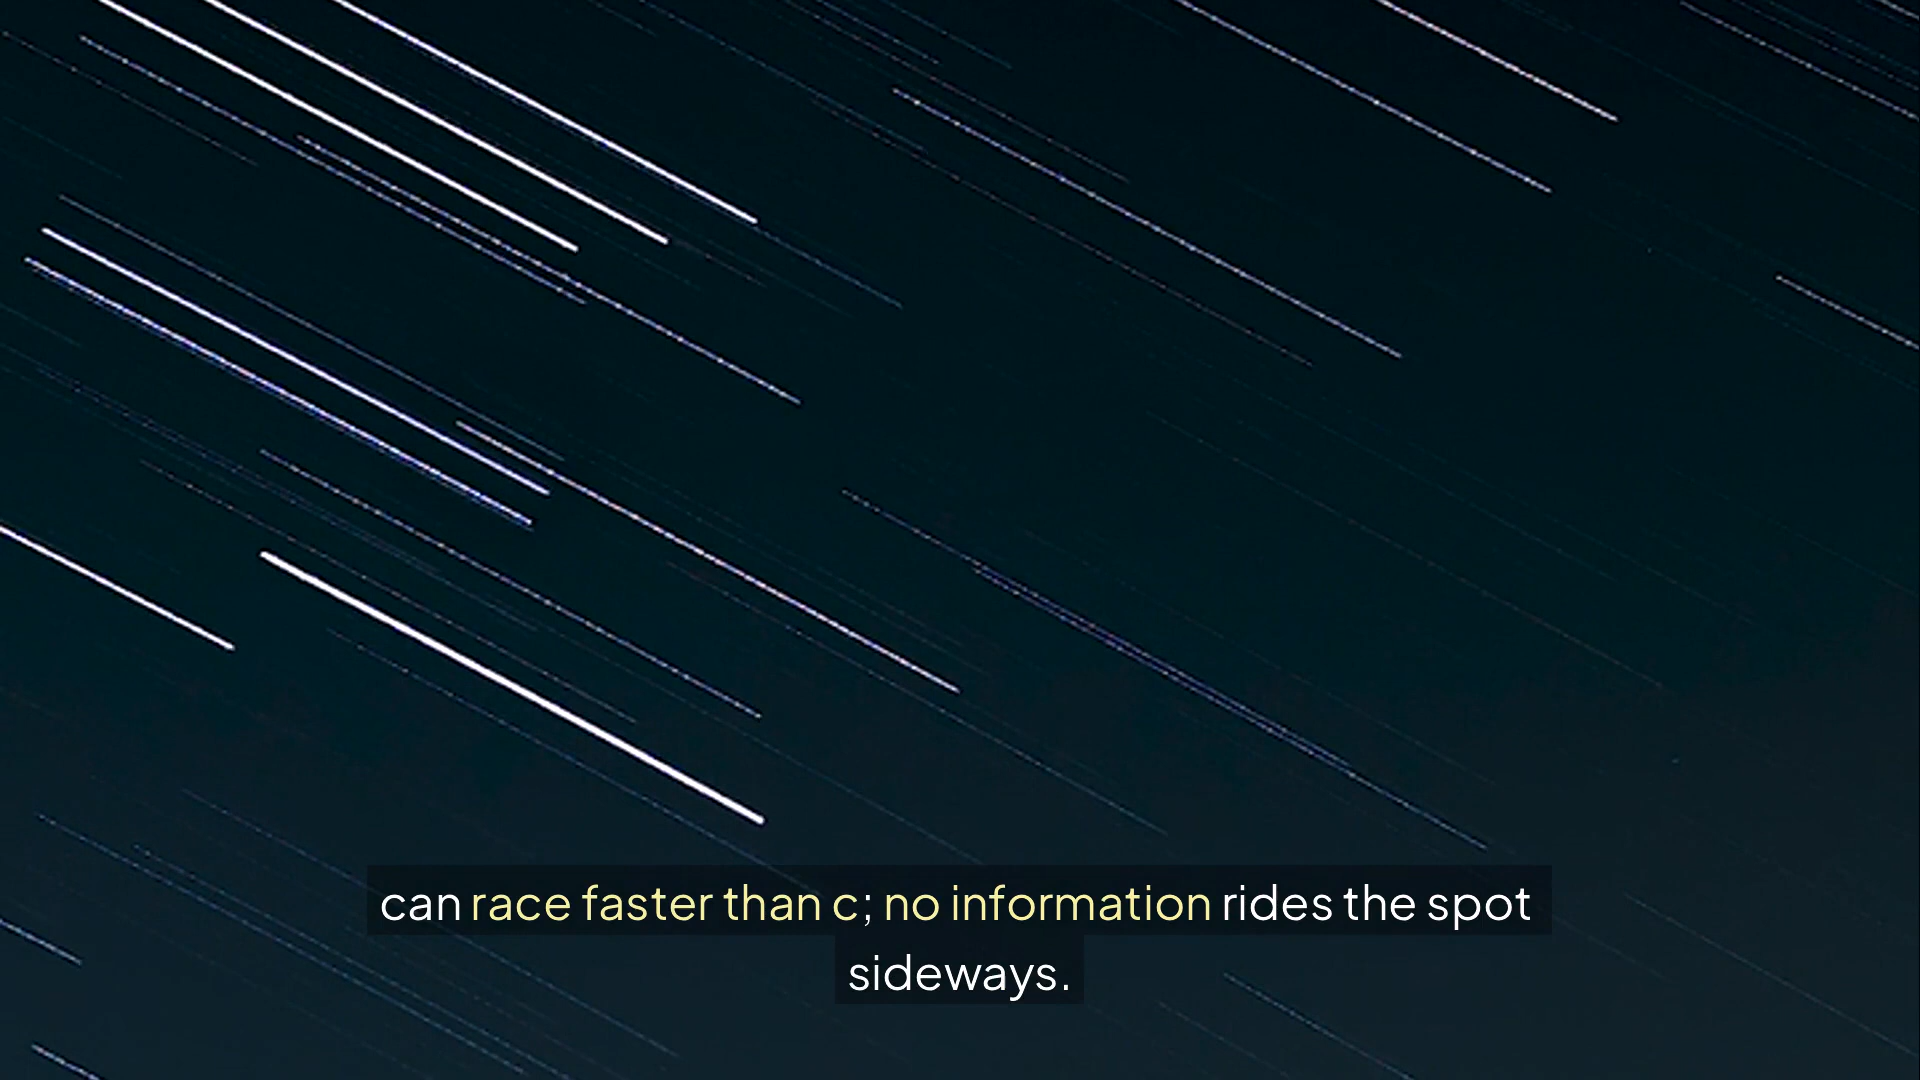 can race faster than c; no information rides the spot
sideways.